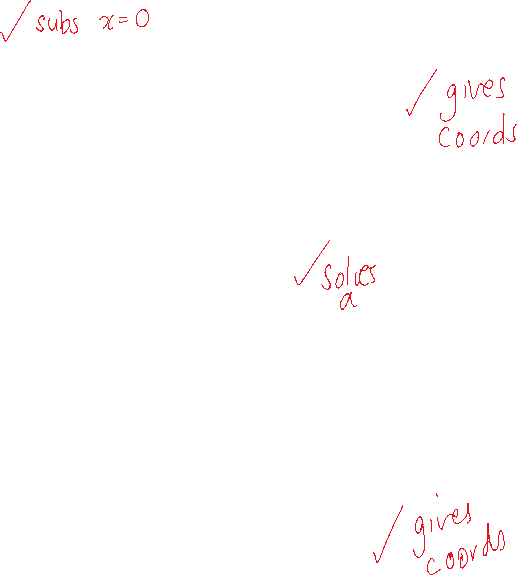 ✓ subs x=0
✓ gives
coords
✓ solves
a
✓ gives
coords